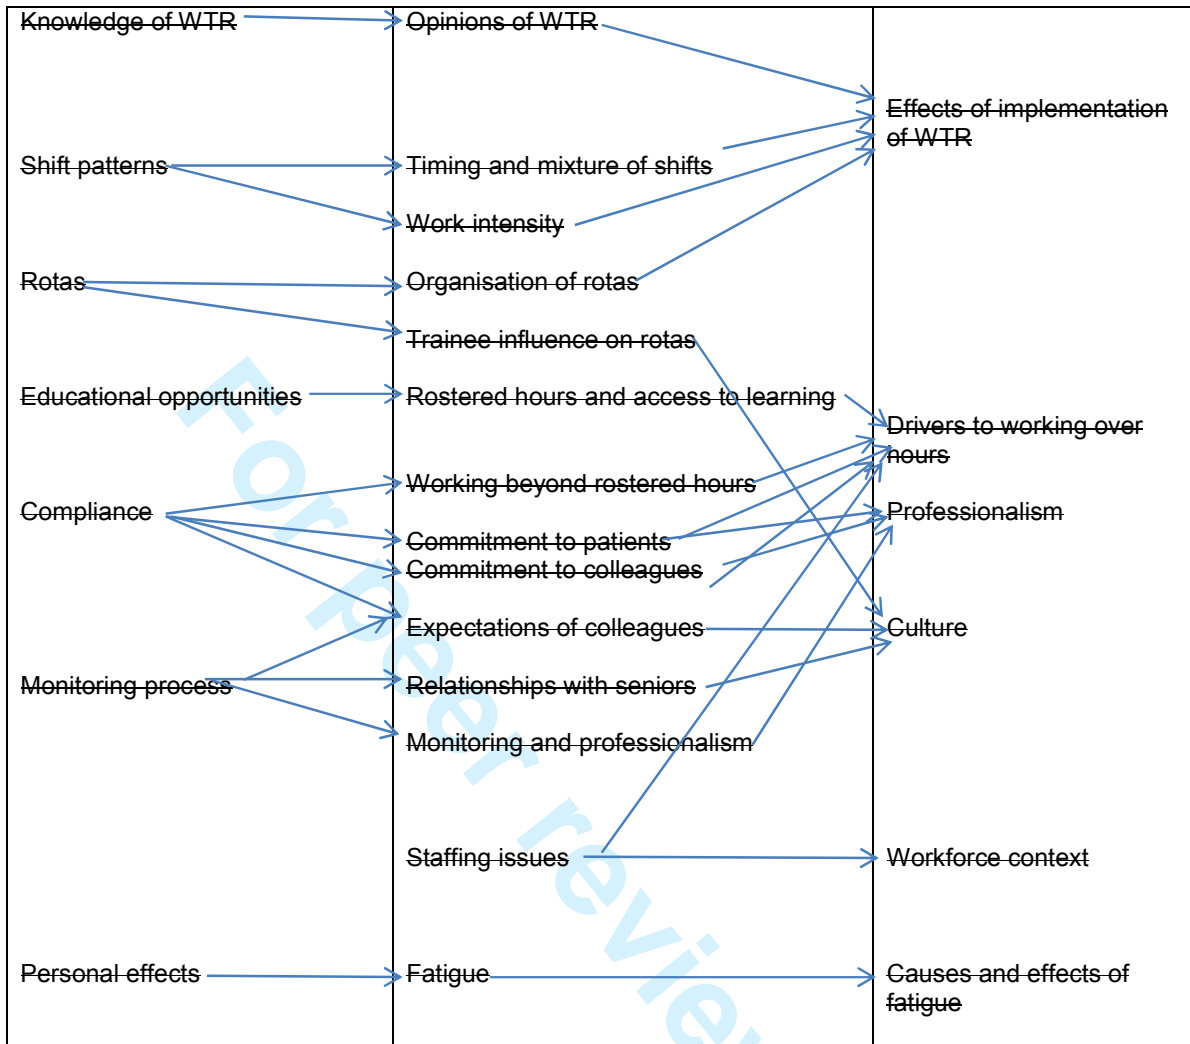 Knowledge of WTR
Opinions of WTR
Effects of implementation
of WTR
Shift patterns
Timing and mixture of shifts
Work intensity
Rotas
Organisation of rotas
Trainee influence on rotas
Educational opportunities
Rostered hours and access to learning
Drivers to working over
hours
Working beyond rostered hours
Compliance
Professionalism
Commitment to patients
Commitment to colleagues
Expectations of colleagues
Culture
Monitoring process
Relationships with seniors
Monitoring and professionalism
Staffing issues
Workforce context
Personal effects
Fatigue
Causes and effects of
fatigue
For peer review